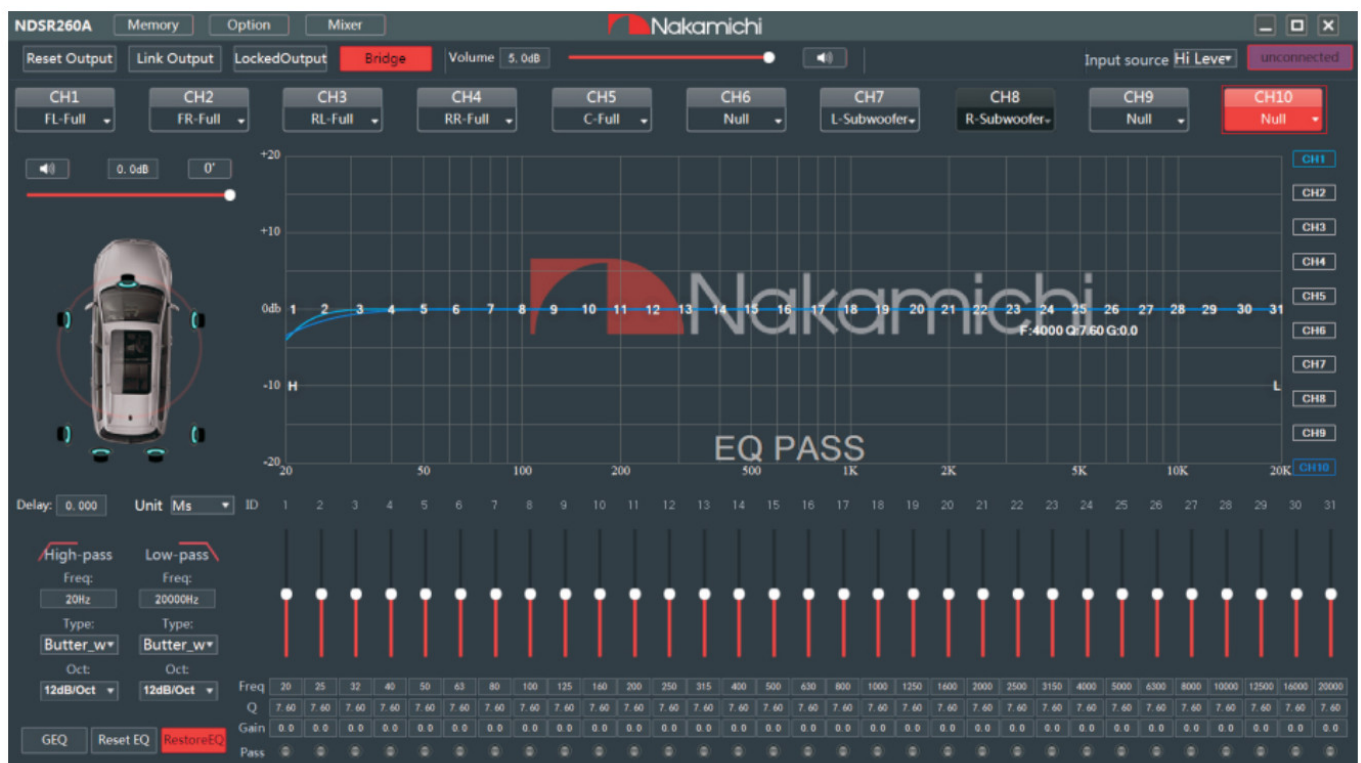 NDSR260A Memory Option Mixer Nakamichi
Reset Output Link Output LockedOutput Bridge Volume 5.0dB Input source Hi Leve unconnected
CH1 CH2 CH3 CH4 CH5 CH6 CH7 CH8 CH9 CH10
FL-Full FR-Full RL-Full RR-Full C-Full Null L-Subwoofer R-Subwoofer Null Null
0.0dB 0°
+20
+10
0db
-10
-20
Nakamichi
1 2 3 4 5 6 7 8 9 10 11 12 13 14 15 16 17 18 19 20 21 22 23 24 25 26 27 28 29 30 31
F:4000 Q:7.60 G:0.0
H L
EQ PASS
20 50 100 200 500 1K 2K 5K 10K 20K
CH1
CH2
CH3
CH4
CH5
CH6
CH7
CH8
CH9
CH10
Delay: 0.000 Unit Ms
ID 1 2 3 4 5 6 7 8 9 10 11 12 13 14 15 16 17 18 19 20 21 22 23 24 25 26 27 28 29 30 31
High-pass Low-pass
Freq: Freq:
20Hz 20000Hz
Type: Type:
Butter_w Butter_w
Oct: Oct:
12dB/Oct 12dB/Oct
GEQ Reset EQ RestoreEQ
Freq 20 25 32 40 50 63 80 100 125 160 200 250 315 400 500 630 800 1000 1250 1600 2000 2500 3150 4000 5000 6300 8000 10000 12500 16000 20000
Q 7.60 7.60 7.60 7.60 7.60 7.60 7.60 7.60 7.60 7.60 7.60 7.60 7.60 7.60 7.60 7.60 7.60 7.60 7.60 7.60 7.60 7.60 7.60 7.60 7.60 7.60 7.60 7.60 7.60 7.60 7.60
Gain 0.0 0.0 0.0 0.0 0.0 0.0 0.0 0.0 0.0 0.0 0.0 0.0 0.0 0.0 0.0 0.0 0.0 0.0 0.0 0.0 0.0 0.0 0.0 0.0 0.0 0.0 0.0 0.0 0.0 0.0 0.0
Pass